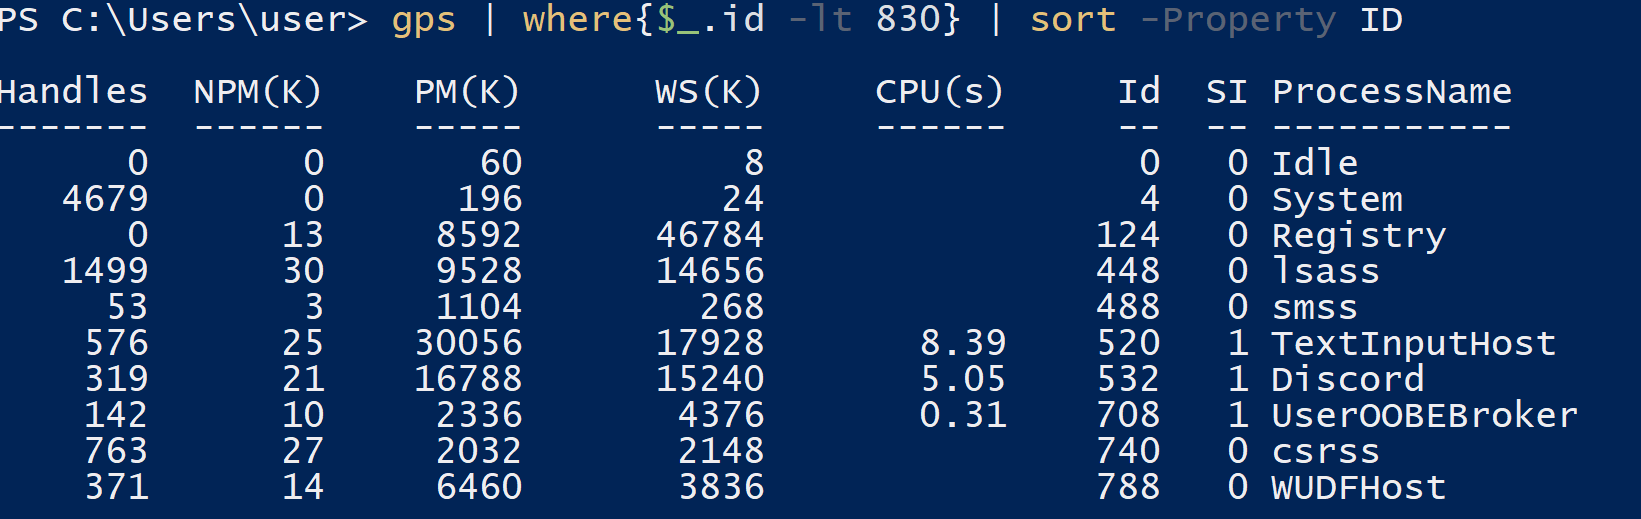 PS C:\Users\user> gps | where{$_.id -lt 830} | sort -Property ID
Handles  NPM(K)    PM(K)      WS(K)     CPU(s)     Id  SI ProcessName
-------  ------    -----      -----     ------     --  -- -----------
      0       0       60          8                 0   0 Idle
   4679       0      196         24                 4   0 System
      0      13     8592      46784               124   0 Registry
   1499      30     9528      14656               448   0 lsass
     53       3     1104        268               488   0 smss
    576      25    30056      17928       8.39    520   1 TextInputHost
    319      21    16788      15240       5.05    532   1 Discord
    142      10     2336       4376       0.31    708   1 UserOOBEBroker
    763      27     2032       2148               740   0 csrss
    371      14     6460       3836               788   0 WUDFHost